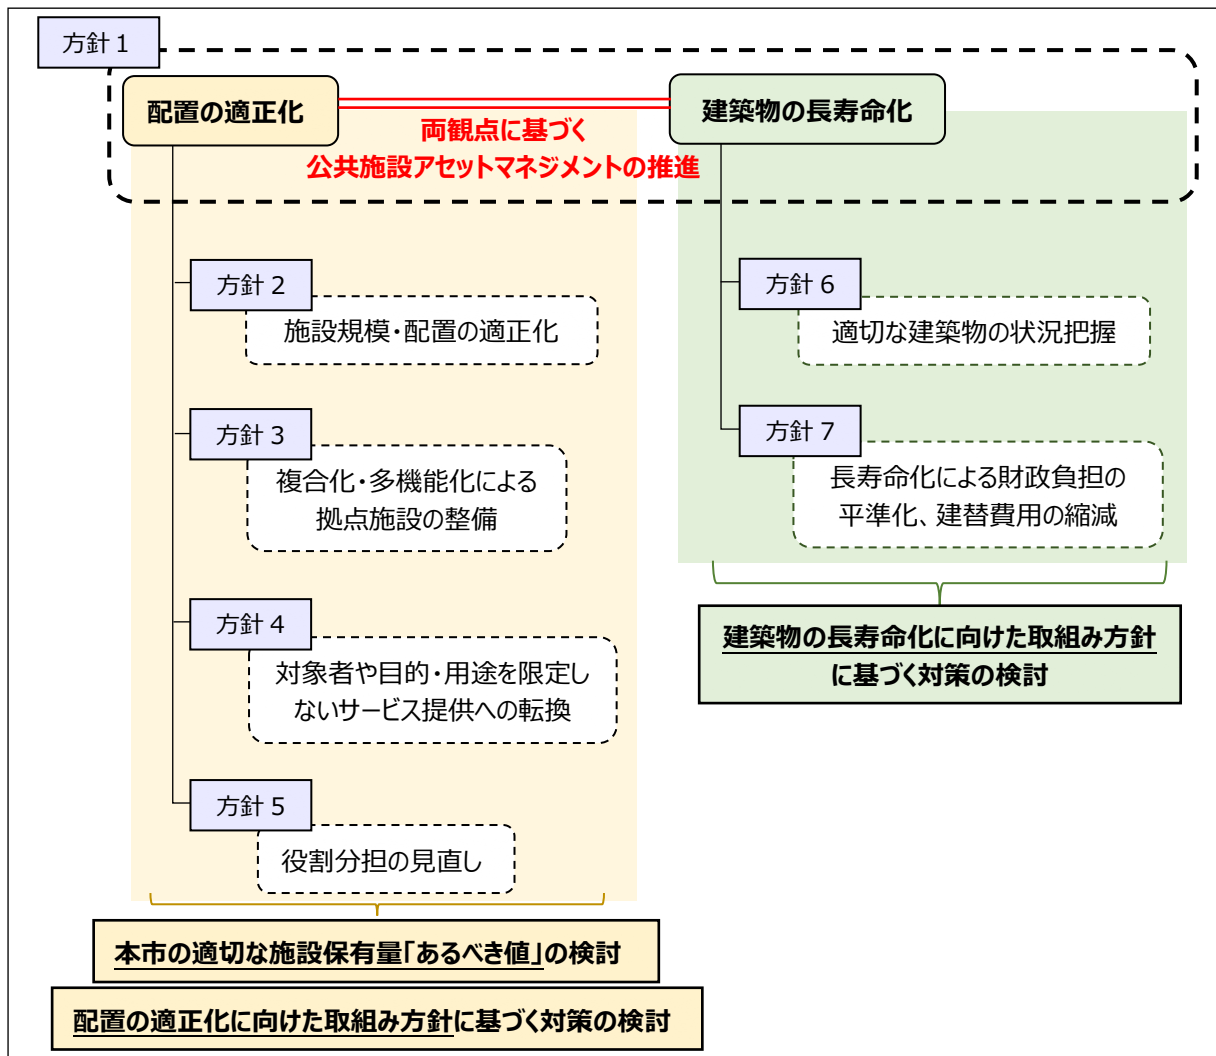 方針１
配置の適正化
建築物の長寿命化
両観点に基づく
公共施設アセットマネジメントの推進
方針２
施設規模・配置の適正化
方針３
複合化・多機能化による
拠点施設の整備
方針４
対象者や目的・用途を限定し
ないサービス提供への転換
方針５
役割分担の見直し
本市の適切な施設保有量「あるべき値」の検討
配置の適正化に向けた取組み方針に基づく対策の検討
方針６
適切な建築物の状況把握
方針７
長寿命化による財政負担の
平準化、建替費用の縮減
建築物の長寿命化に向けた取組み方針
に基づく対策の検討